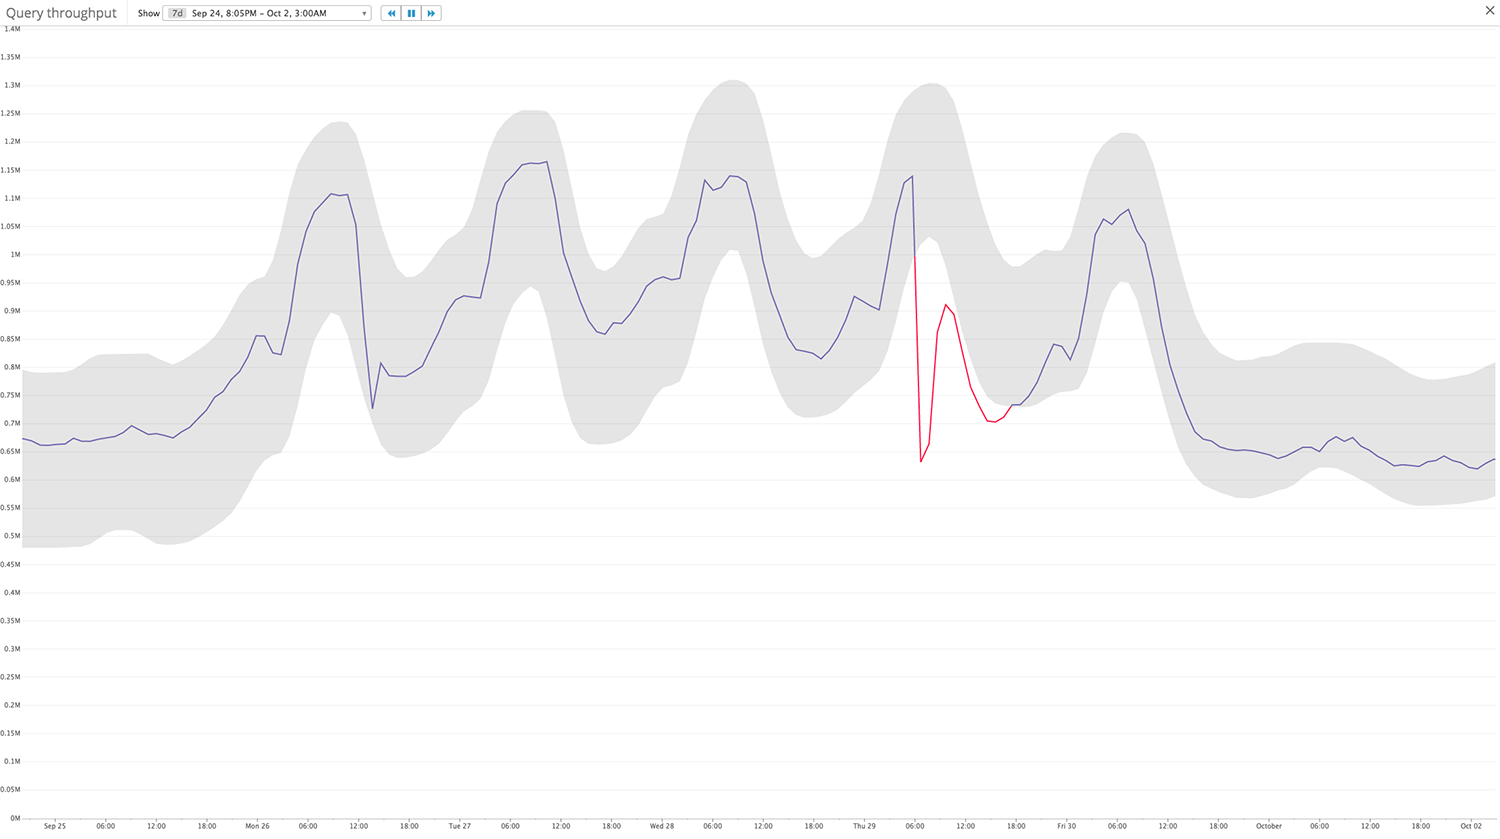 Query throughput Show 7d Sep 24, 8:05PM – Oct 2, 3:00AM
1.4M
1.35M
1.3M
1.25M
1.2M
1.15M
1.1M
1.05M
1M
0.95M
0.9M
0.85M
0.8M
0.75M
0.7M
0.65M
0.6M
0.55M
0.5M
0.45M
0.4M
0.35M
0.3M
0.25M
0.2M
0.15M
0.1M
0.05M
0M
Sep 25 06:00 12:00 18:00 Mon 26 06:00 12:00 18:00 Tue 27 06:00 12:00 18:00 Wed 28 06:00 12:00 18:00 Thu 29 06:00 12:00 18:00 Fri 30 06:00 12:00 18:00 October 06:00 12:00 18:00 Oct 02